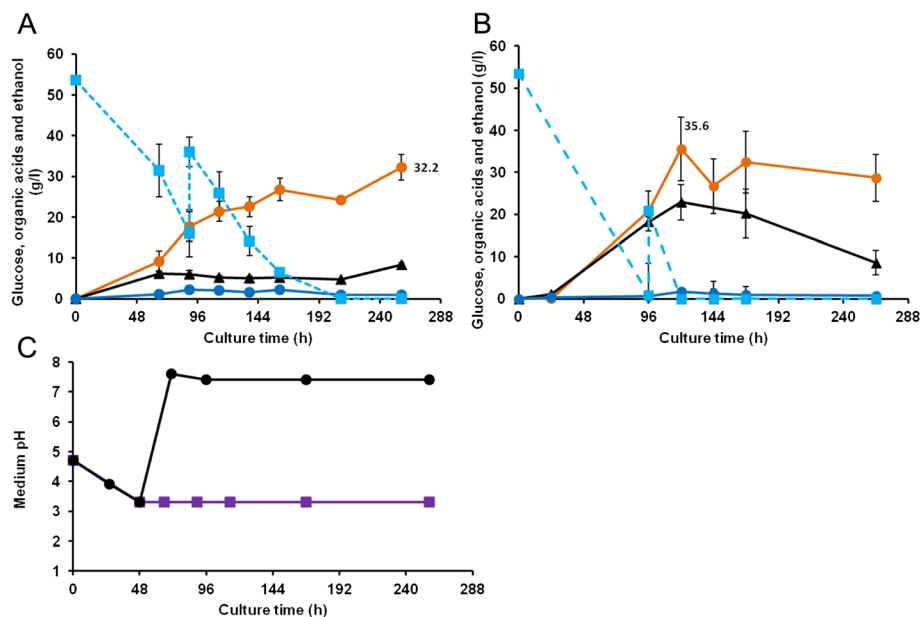 A
Glucose, organic acids and ethanol
(g/l)
60
50
40
30
20
10
0
32.2
0 48 96 144 192 240 288
Culture time (h)
B
Glucose, organic acids and ethanol (g/l)
60
50
40
30
20
10
0
35.6
0 48 96 144 192 240 288
Culture time (h)
C
Medium pH
8
7
6
5
4
3
2
1
0 48 96 144 192 240 288
Culture time (h)